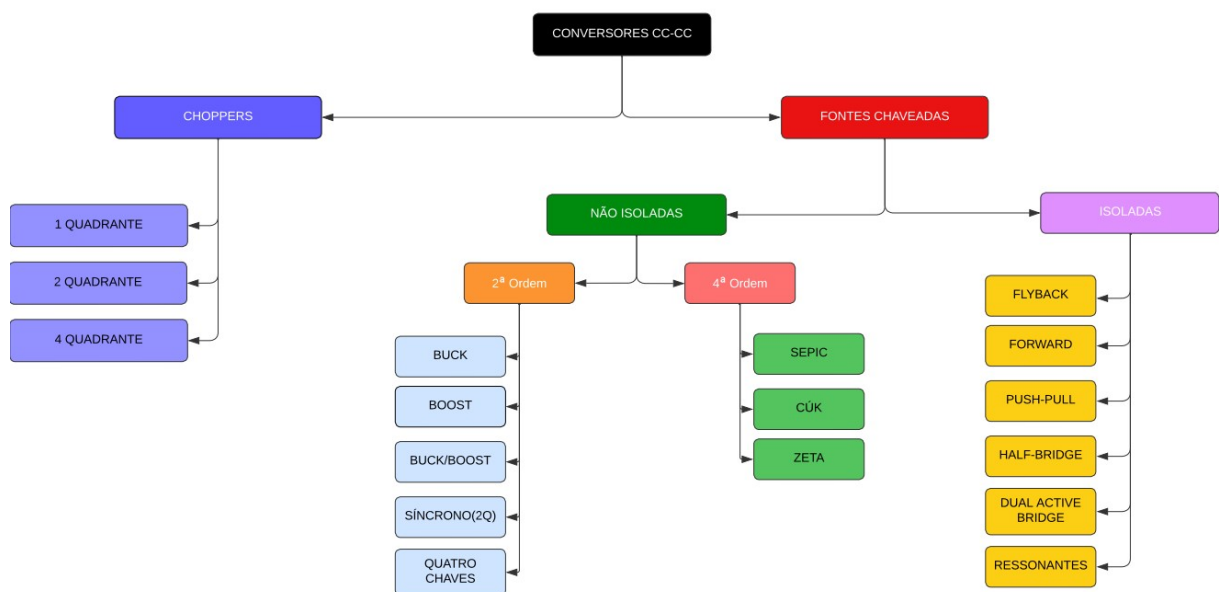 CONVERSORES CC-CC
CHOPPERS
FONTES CHAVEADAS
1 QUADRANTE
2 QUADRANTE
4 QUADRANTE
NÃO ISOLADAS
ISOLADAS
2ª Ordem
4ª Ordem
BUCK
BOOST
BUCK/BOOST
SÍNCRONO(2Q)
QUATRO
CHAVES
SEPIC
CÚK
ZETA
FLYBACK
FORWARD
PUSH-PULL
HALF-BRIDGE
DUAL ACTIVE
BRIDGE
RESSONANTES